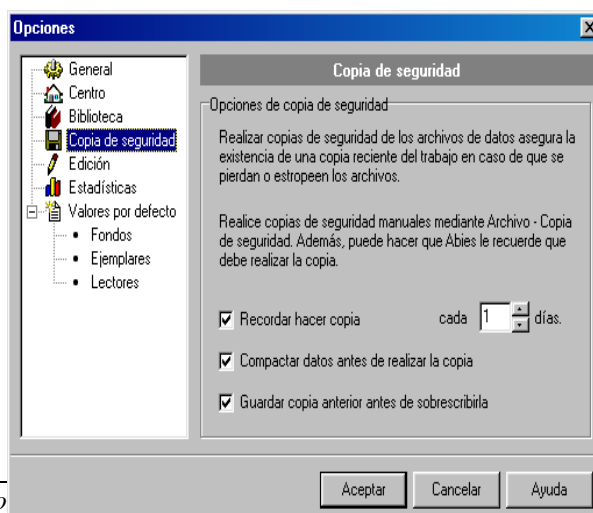 Opciones
General
Centro
Biblioteca
Copia de seguridad
Edición
Estadísticas
Valores por defecto
Fondos
Ejemplares
Lectores
Copia de seguridad
Opciones de copia de seguridad
Realizar copias de seguridad de los archivos de datos asegura la
existencia de una copia reciente del trabajo en caso de que se
pierdan o estropeen los archivos.
Realice copias de seguridad manuales mediante Archivo - Copia
de seguridad. Además, puede hacer que Abies le recuerde que
debe realizar la copia.
Recordar hacer copia cada 1 días.
Compactar datos antes de realizar la copia
Guardar copia anterior antes de sobrescribirla
Aceptar Cancelar Ayuda